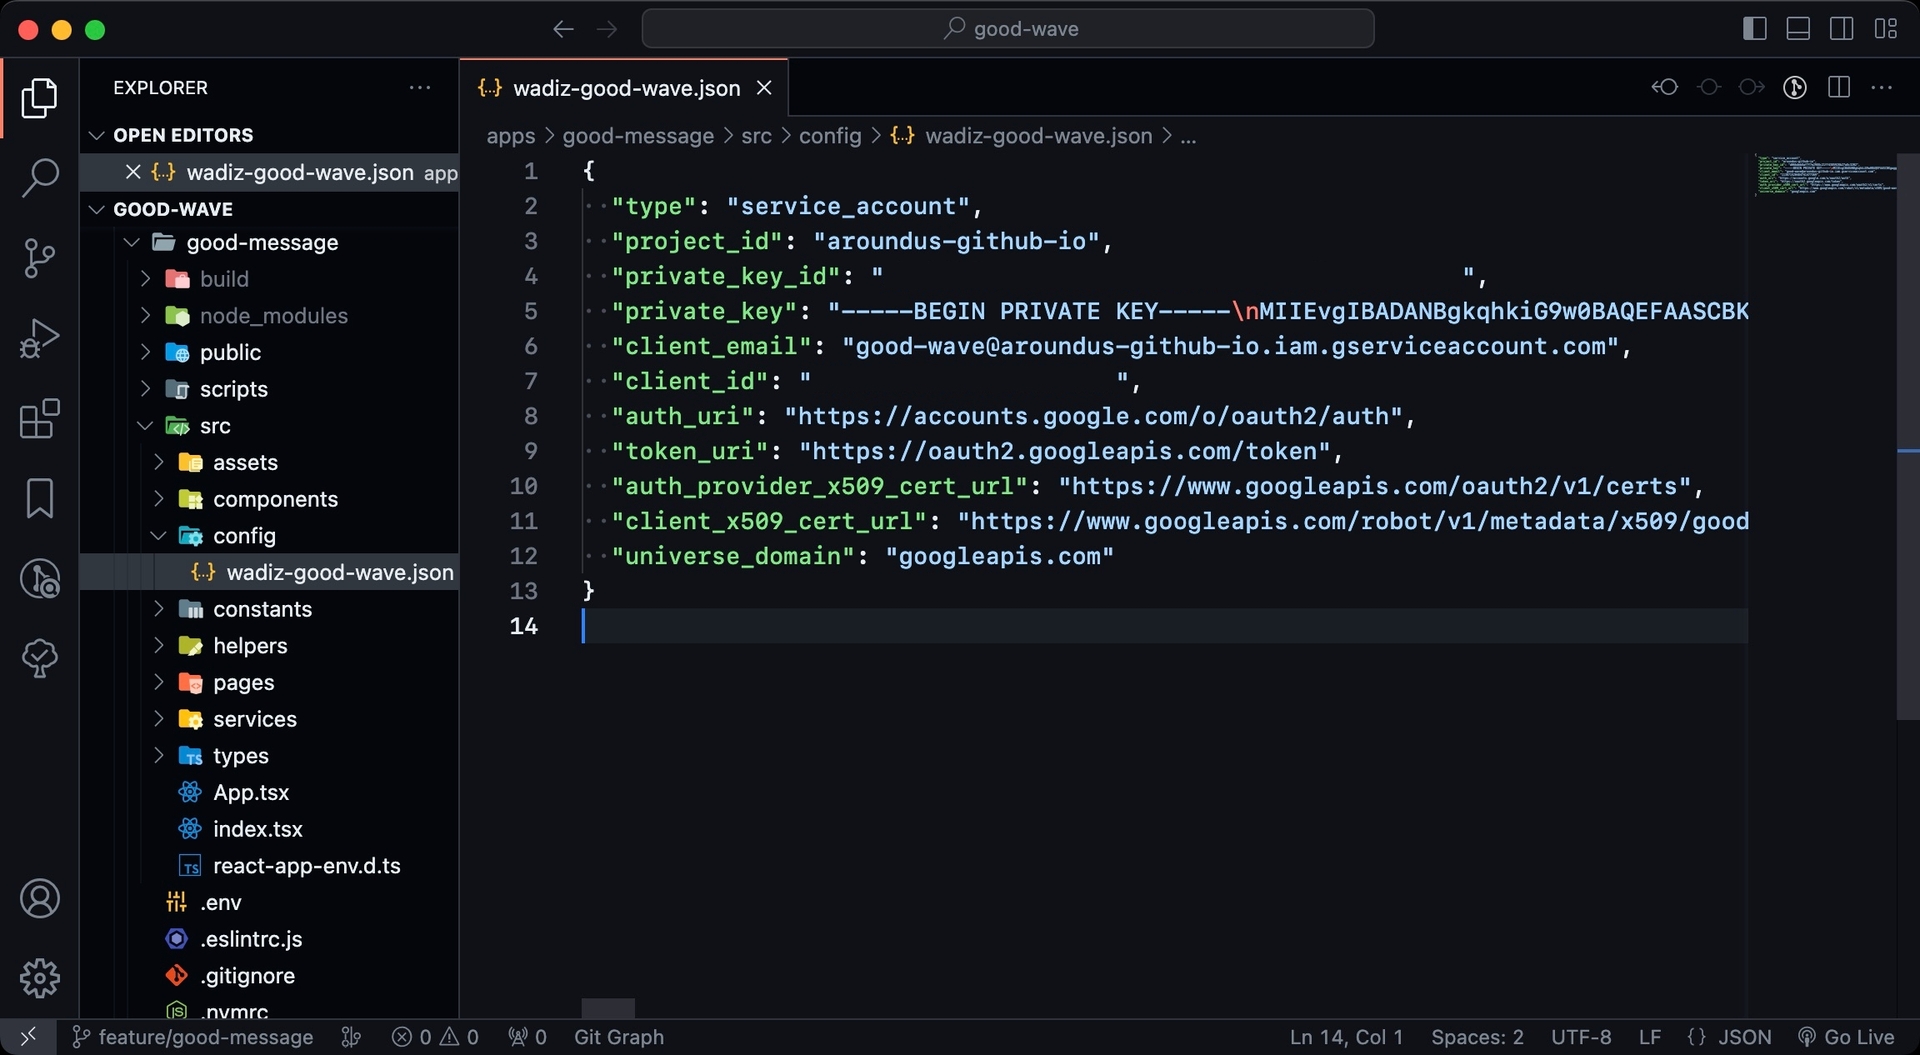 good-wave
EXPLORER
wadiz-good-wave.json
OPEN EDITORS
wadiz-good-wave.json app
GOOD-WAVE
good-message
build
node_modules
public
scripts
src
assets
components
config
wadiz-good-wave.json
constants
helpers
pages
services
types
App.tsx
index.tsx
react-app-env.d.ts
.env
.eslintrc.js
.gitignore
.nvmrc
apps > good-message > src > config > {..} wadiz-good-wave.json > ...
1 {
2 "type": "service_account",
3 "project_id": "aroundus-github-io",
4 "private_key_id": " ",
5 "private_key": "-----BEGIN PRIVATE KEY-----\nMIIEvgIBADANBgkqhkiG9w0BAQEFAASCBK
6 "client_email": "good-wave@aroundus-github-io.iam.gserviceaccount.com",
7 "client_id": " ",
8 "auth_uri": "https://accounts.google.com/o/oauth2/auth",
9 "token_uri": "https://oauth2.googleapis.com/token",
10 "auth_provider_x509_cert_url": "https://www.googleapis.com/oauth2/v1/certs",
11 "client_x509_cert_url": "https://www.googleapis.com/robot/v1/metadata/x509/good
12 "universe_domain": "googleapis.com"
13 }
14
feature/good-message 0 0 0 Git Graph Ln 14, Col 1 Spaces: 2 UTF-8 LF {} JSON Go Live